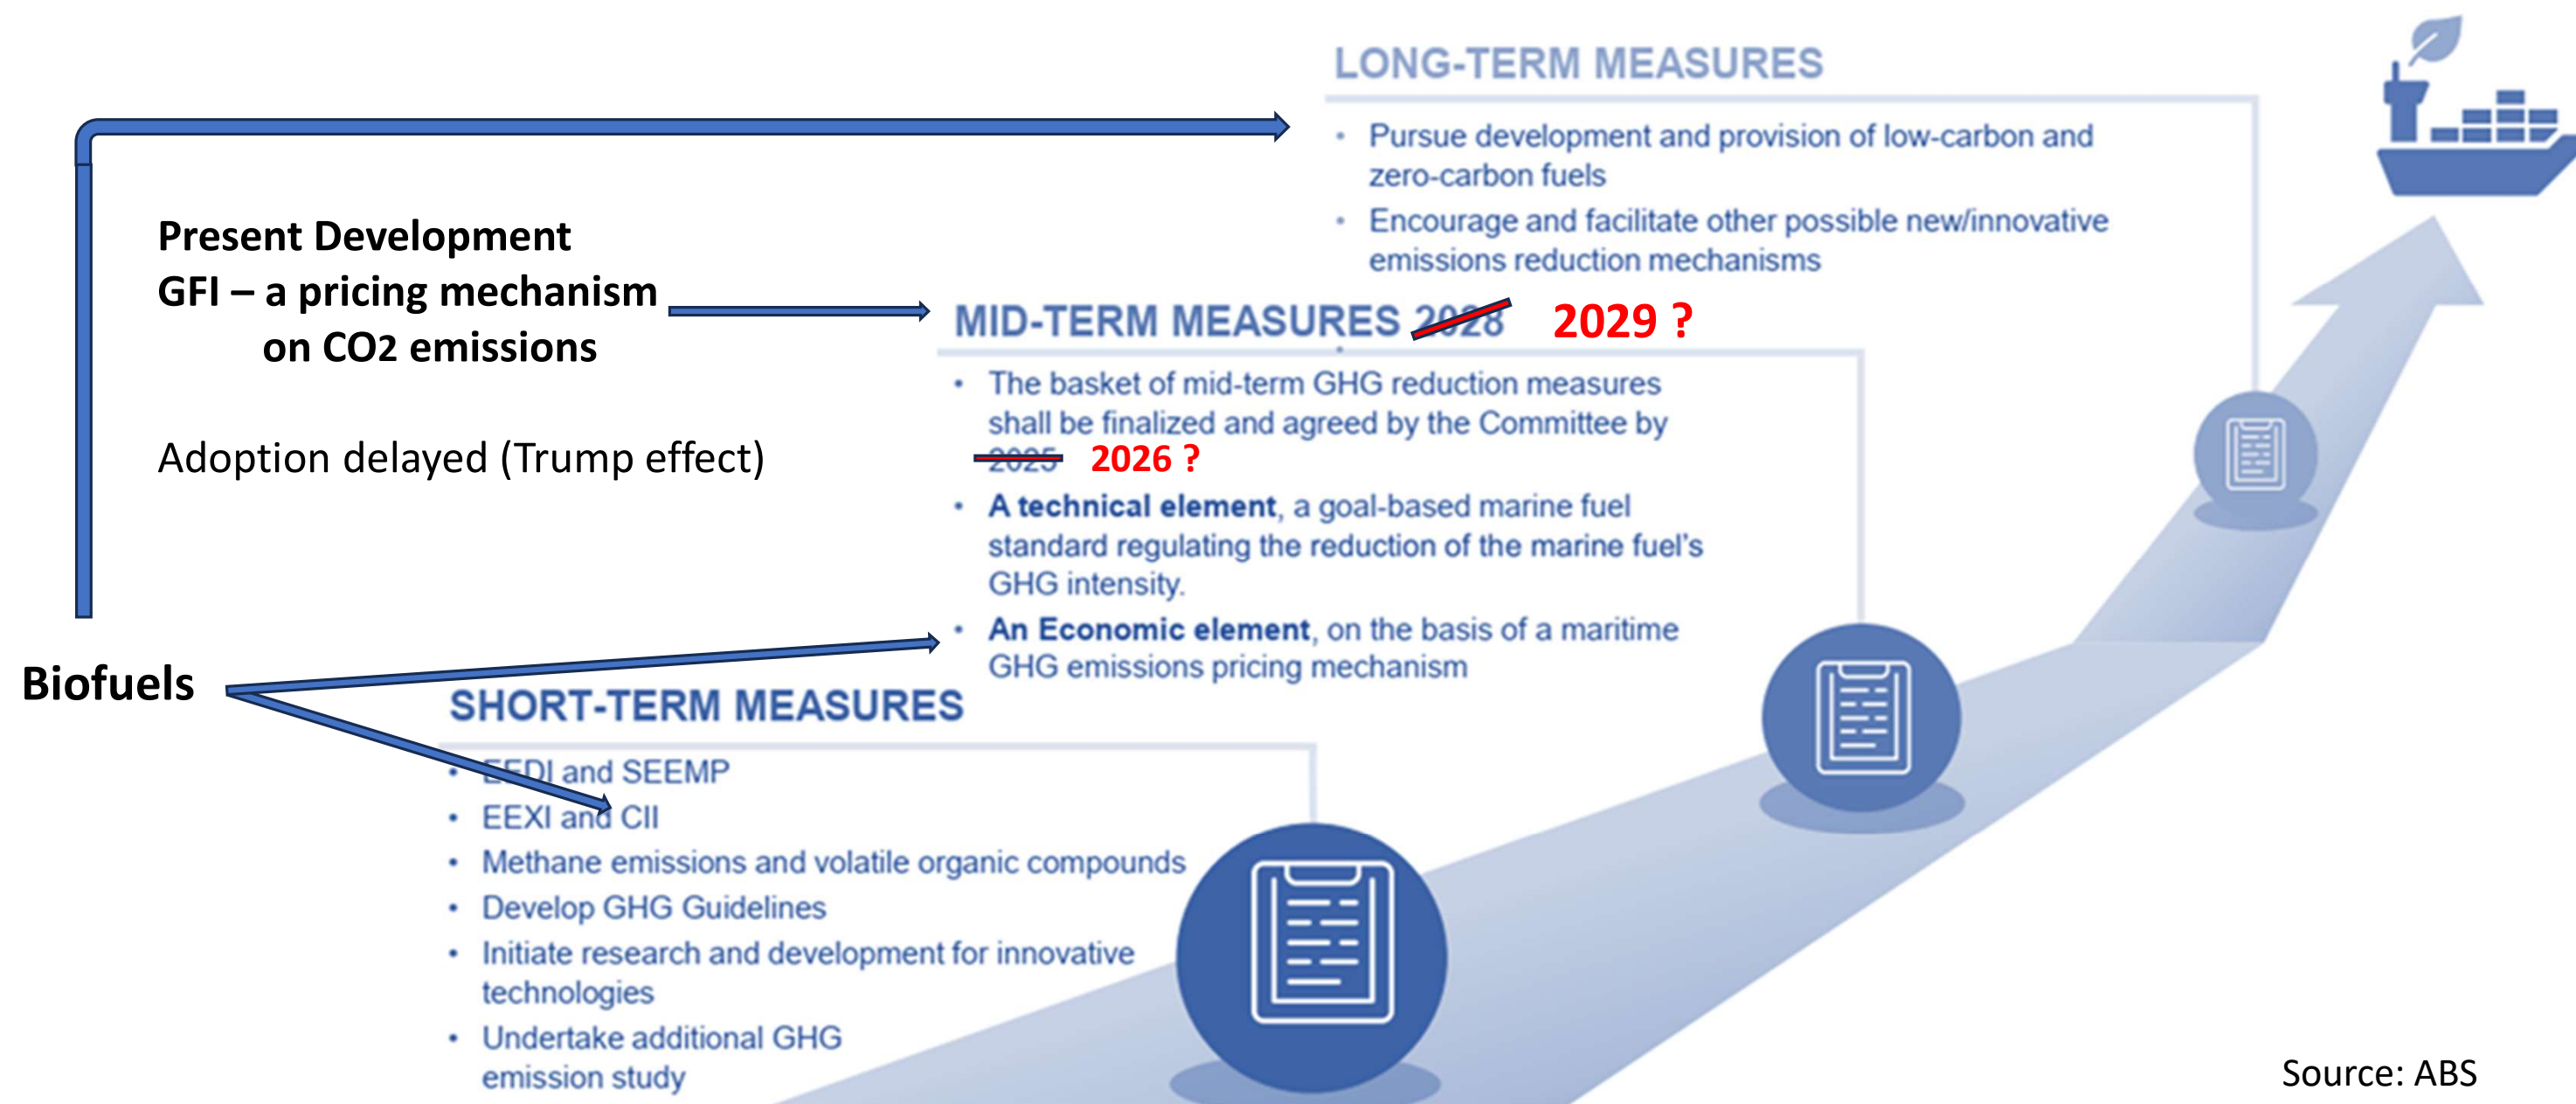 LONG-TERM MEASURES
• Pursue development and provision of low-carbon and
zero-carbon fuels
• Encourage and facilitate other possible new/innovative
emissions reduction mechanisms
Present Development
GFI – a pricing mechanism
on CO2 emissions
Adoption delayed (Trump effect)
MID-TERM MEASURES 2028 2029 ?
• The basket of mid-term GHG reduction measures
shall be finalized and agreed by the Committee by
2025 2026 ?
• A technical element, a goal-based marine fuel
standard regulating the reduction of the marine fuel's
GHG intensity.
• An Economic element, on the basis of a maritime
GHG emissions pricing mechanism
Biofuels
SHORT-TERM MEASURES
• EEDI and SEEMP
• EEXI and CII
• Methane emissions and volatile organic compounds
• Develop GHG Guidelines
• Initiate research and development for innovative
technologies
• Undertake additional GHG
emission study
Source: ABS